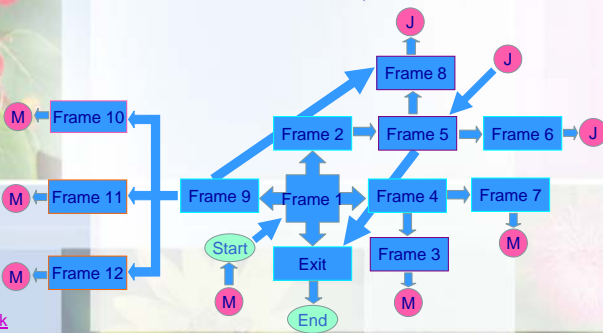 J
Frame 8
J
M
Frame 10
Frame 2
Frame 5
Frame 6
J
M
Frame 11
Frame 9
Frame 1
Frame 4
Frame 7
Start
M
M
Frame 12
Exit
Frame 3
M
M
k
End